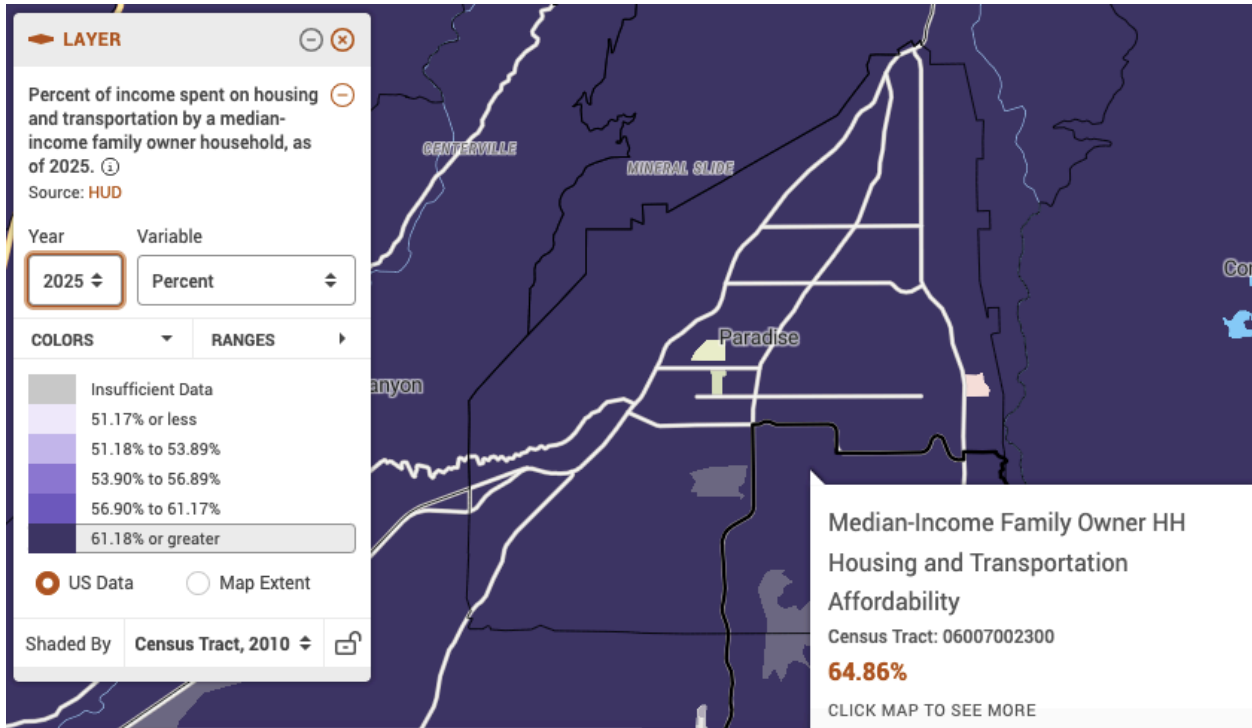 LAYER
Percent of income spent on housing
and transportation by a median-
income family owner household, as
of 2025.
Source: HUD
Year
Variable
2025
Percent
COLORS
RANGES
Insufficient Data
51.17% or less
51.18% to 53.89%
53.90% to 56.89%
56.90% to 61.17%
61.18% or greater
US Data
Map Extent
Shaded By
Census Tract, 2010
CENTERVILLE
MINERAL SLIDE
Paradise
anyon
Median-Income Family Owner HH
Housing and Transportation
Affordability
Census Tract: 06007002300
64.86%
CLICK MAP TO SEE MORE